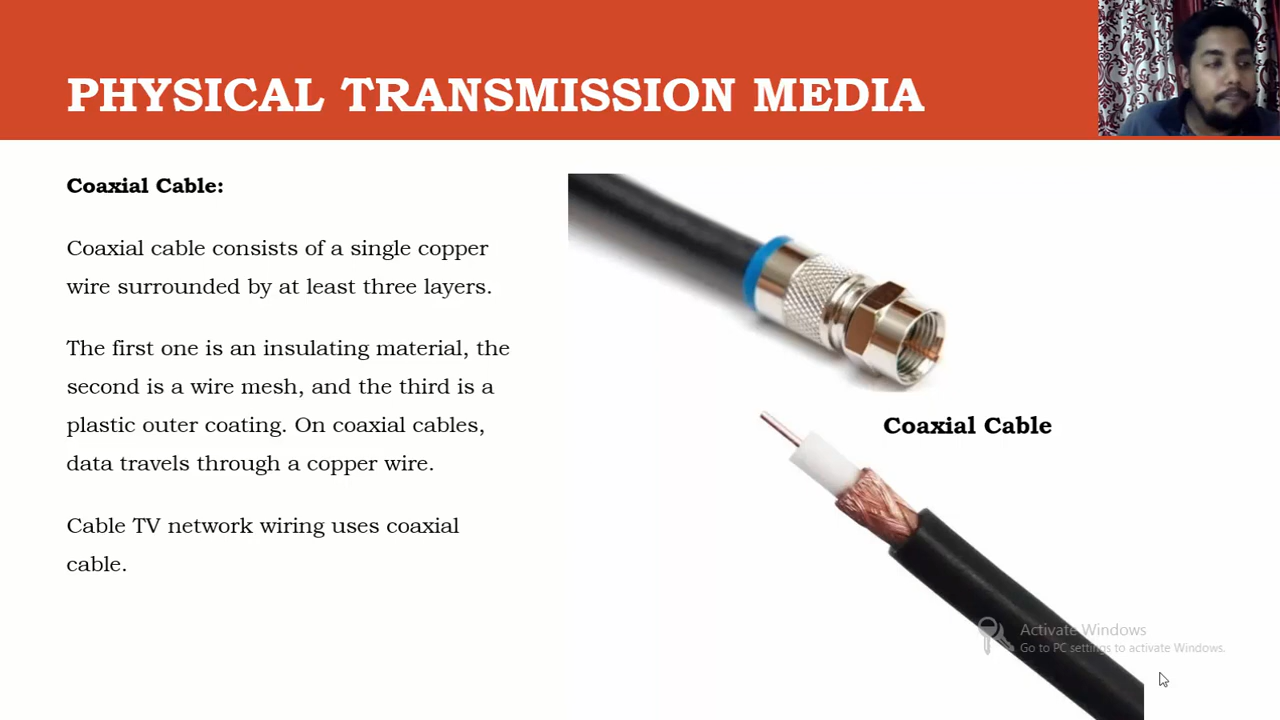 PHYSICAL TRANSMISSION MEDIA
Coaxial Cable:
Coaxial cable consists of a single copper
wire surrounded by at least three layers.
The first one is an insulating material, the
second is a wire mesh, and the third is a
plastic outer coating. On coaxial cables,
data travels through a copper wire.
Cable TV network wiring uses coaxial
cable.
Coaxial Cable
Activate Windows
Go to PC settings to activate Windows.